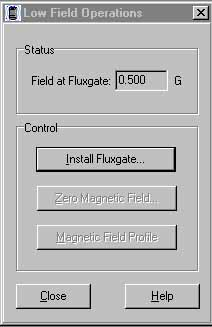 Low Field Operations
Status
Field at Fluxgate: 0.500 G
Control
Install Fluxgate...
Zero Magnetic Field...
Magnetic Field Profile
Close Help